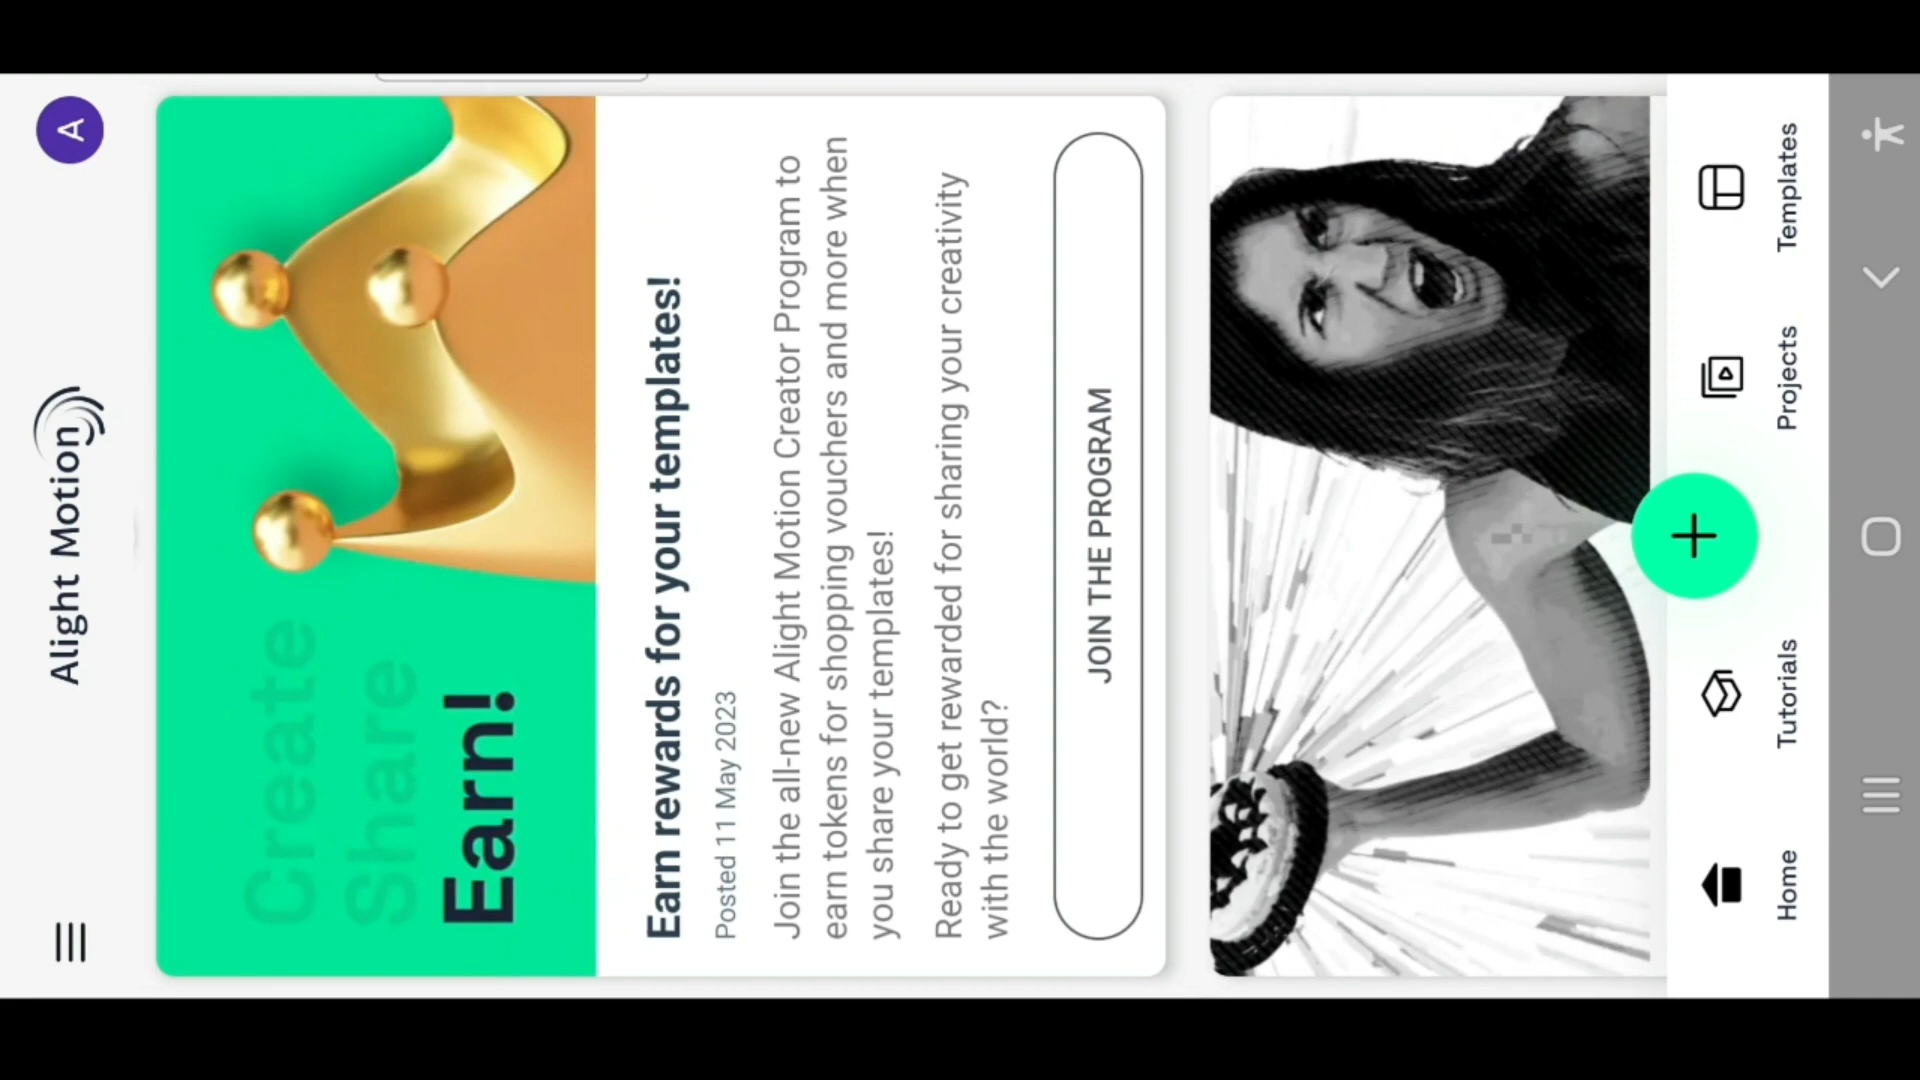 Alight Motion
A
Create
Share
Earn!
Earn rewards for your templates!
Posted 11 May 2023
Join the all-new Alight Motion Creator Program to
earn tokens for shopping vouchers and more when
you share your templates!
Ready to get rewarded for sharing your creativity
with the world?
JOIN THE PROGRAM
Home
Tutorials
Projects
Templates